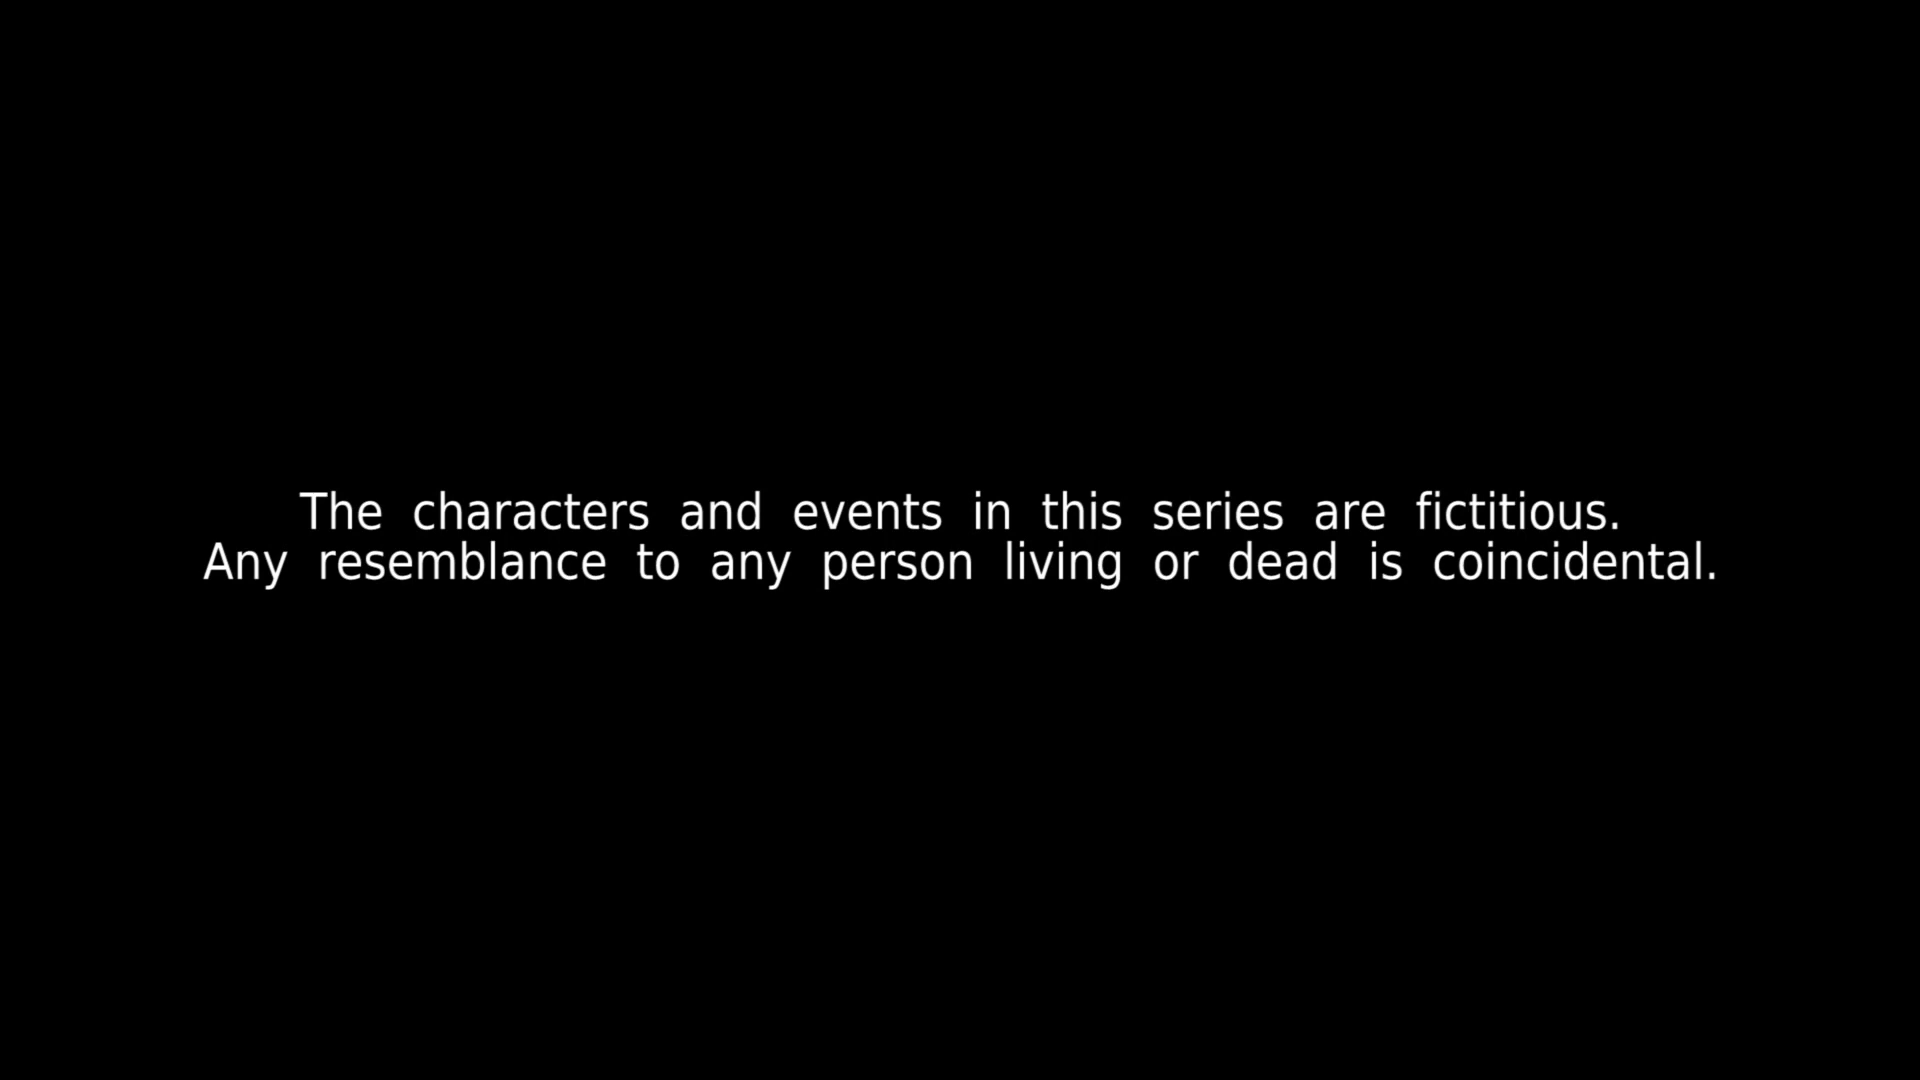 The characters and events in this series are fictitious.
Any resemblance to any person living or dead is coincidental.